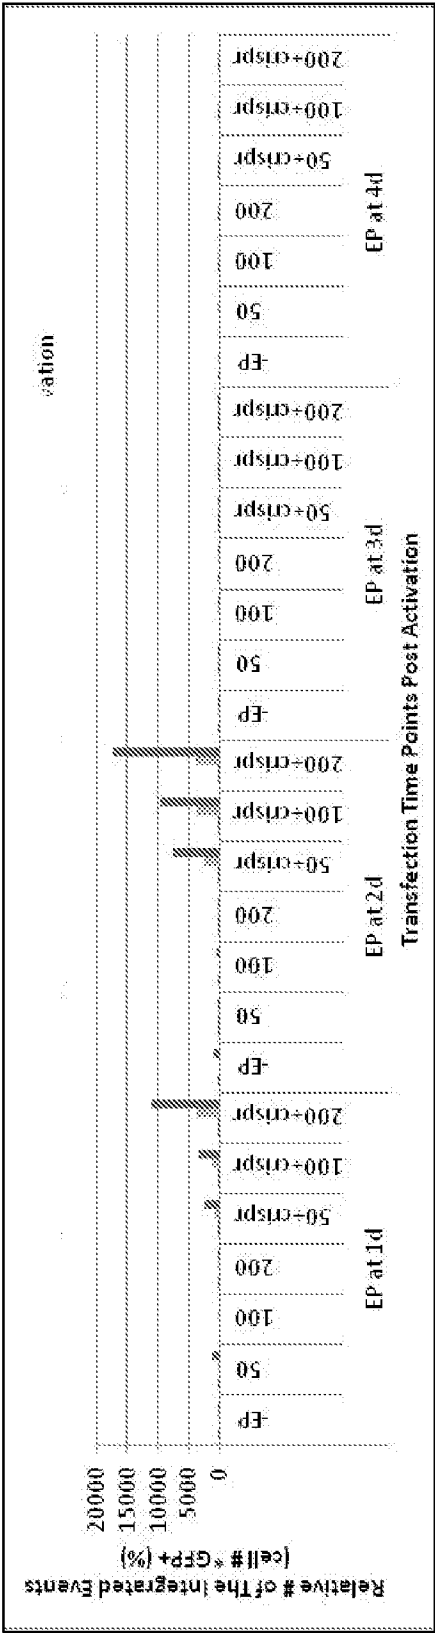 vation
Relative # of The Integrated Events
(cell # * GFP+ (%)
20000
15000
10000
5000
0
-EP
50
100
200
50+crispr
100+crispr
200+crispr
-EP
50
100
200
50+crispr
100+crispr
200+crispr
-EP
50
100
200
50+crispr
100+crispr
200+crispr
-EP
50
100
200
50+crispr
100+crispr
200+crispr
EP at 1d
EP at 2d
EP at 3d
EP at 4d
Transfection Time Points Post Activation